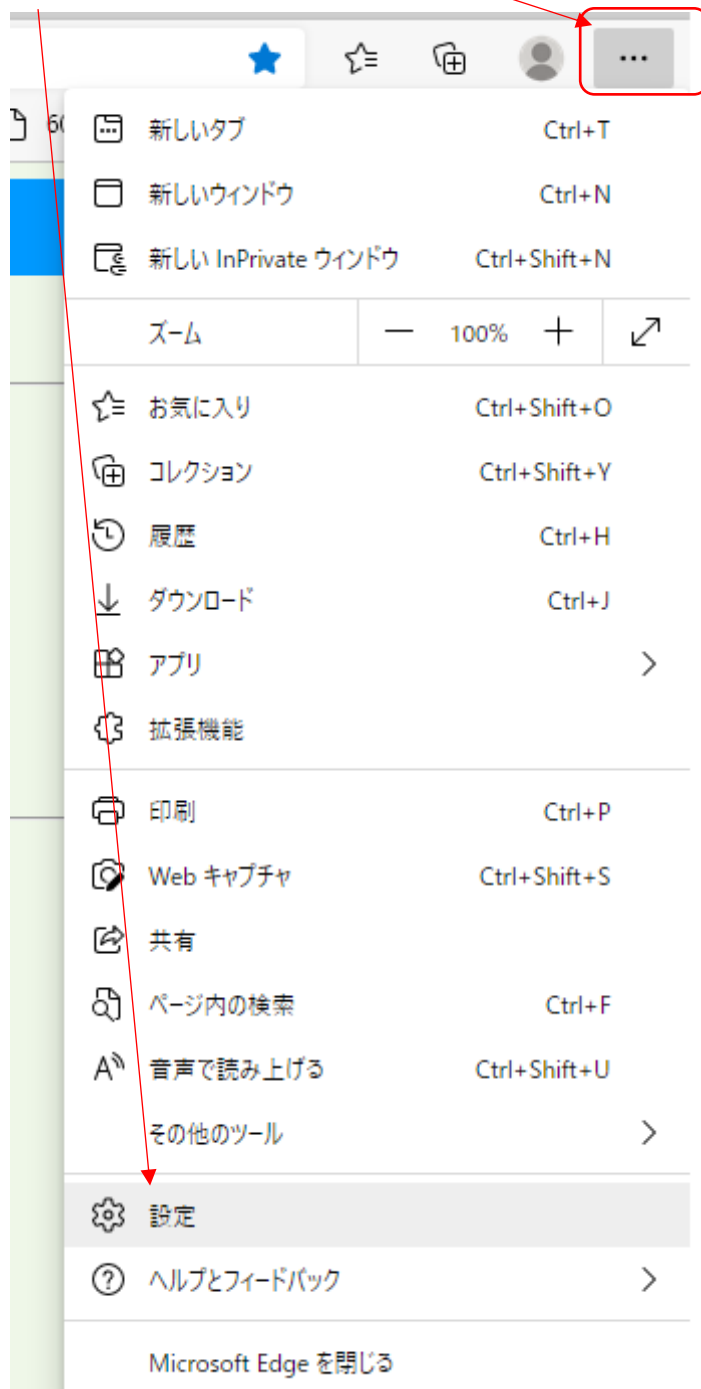 新しいタブ Ctrl+T
新しいウィンドウ Ctrl+N
新しい InPrivate ウィンドウ Ctrl+Shift+N
ズーム 100%
お気に入り Ctrl+Shift+O
コレクション Ctrl+Shift+Y
履歴 Ctrl+H
ダウンロード Ctrl+J
アプリ
拡張機能
印刷 Ctrl+P
Web キャプチャ Ctrl+Shift+S
共有
ページ内の検索 Ctrl+F
音声で読み上げる Ctrl+Shift+U
その他のツール
設定
ヘルプとフィードバック
Microsoft Edge を閉じる